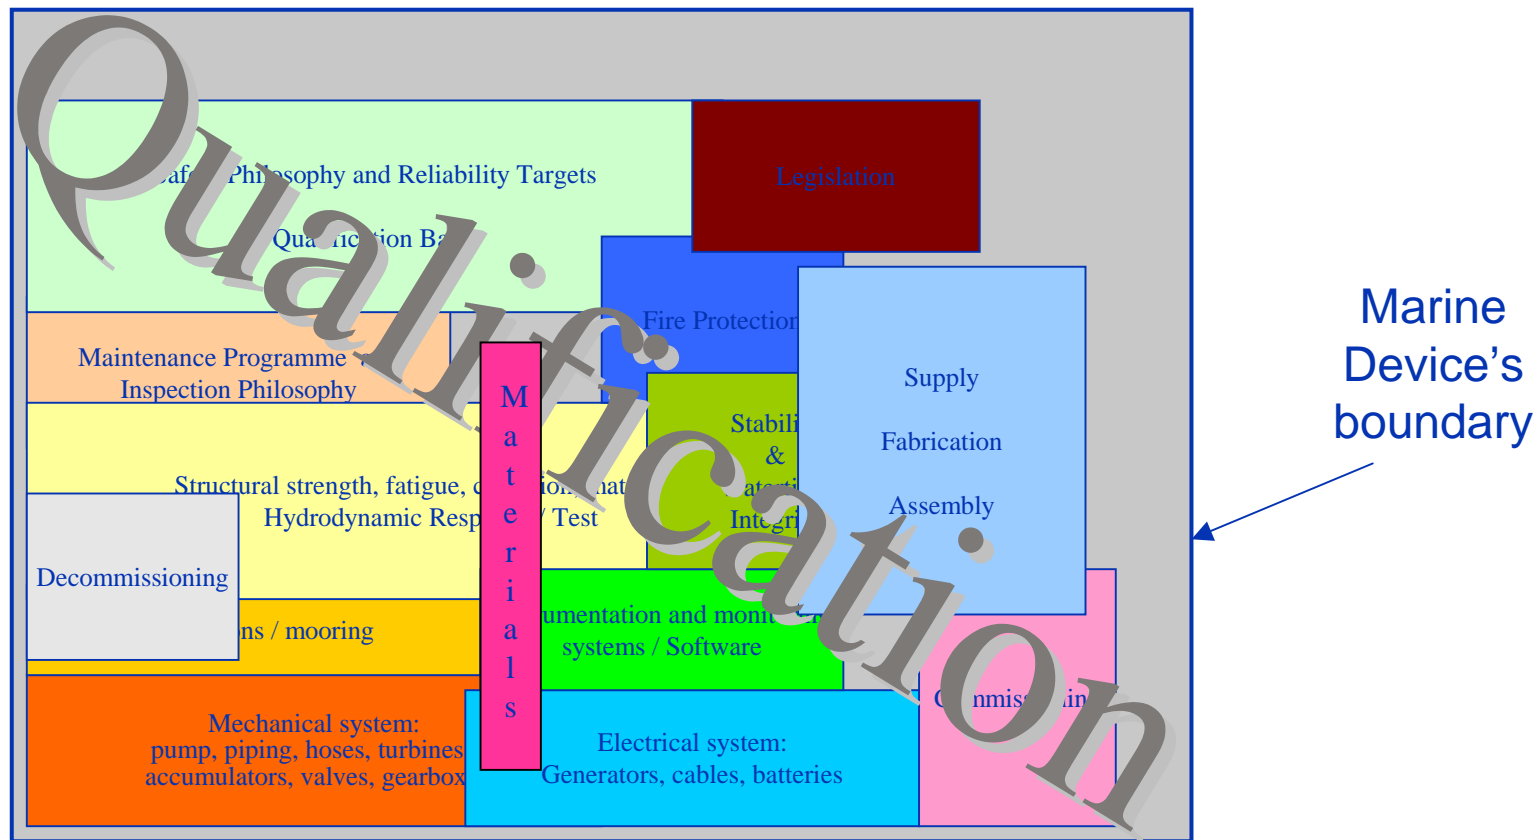 Qualification
Philosophy and Reliability Targets
Legislation
Fire Protection
Maintenance Programme
Inspection Philosophy
Supply
Fabrication
Assembly
&
Structural strength, fatigue,
Hydrodynamic / Test
Materials
Decommissioning
/ mooring
and
systems / Software
Mechanical system:
pump, piping, hoses, turbines
accumulators, valves, gearbox
Electrical system:
Generators, cables, batteries
Marine
Device's
boundary